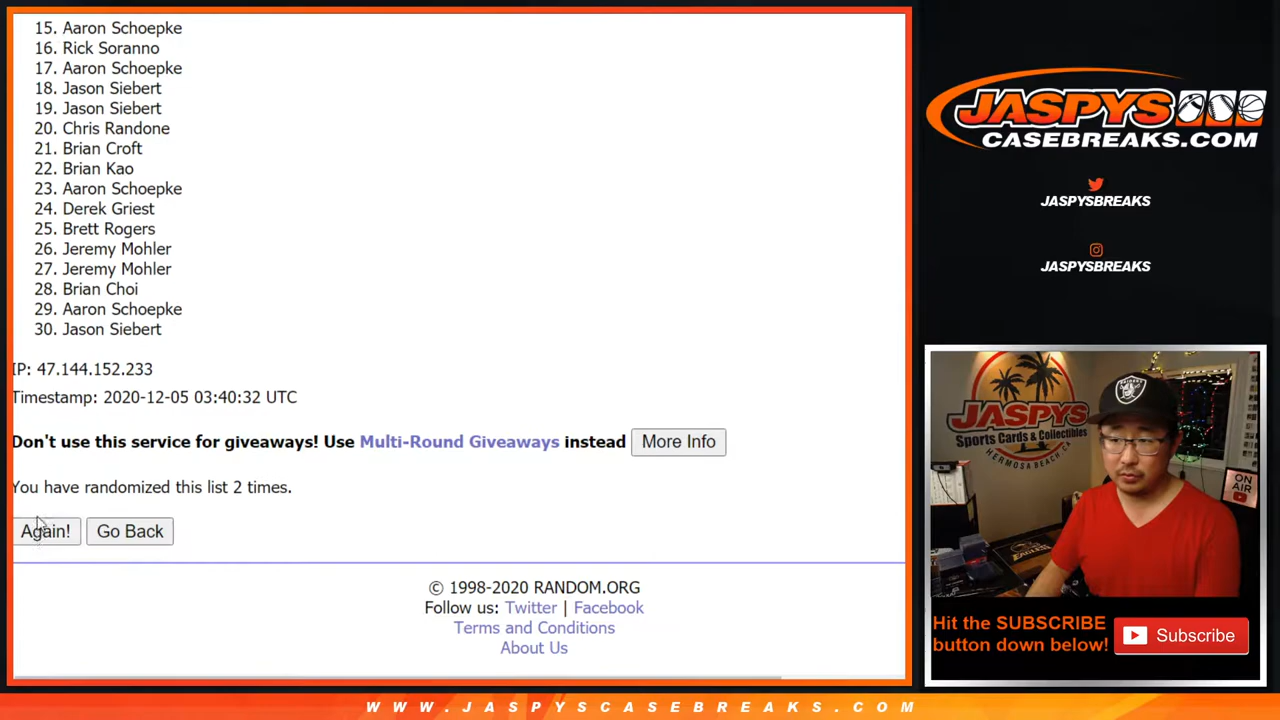 15. Aaron Schoepke
16. Rick Soranno
17. Aaron Schoepke
18. Jason Siebert
19. Jason Siebert
20. Chris Randone
21. Brian Croft
22. Brian Kao
23. Aaron Schoepke
24. Derek Griest
25. Brett Rogers
26. Jeremy Mohler
27. Jeremy Mohler
28. Brian Choi
29. Aaron Schoepke
30. Jason Siebert
IP: 47.144.152.233
Timestamp: 2020-12-05 03:40:32 UTC
Don't use this service for giveaways! Use Multi-Round Giveaways instead More Info
You have randomized this list 2 times.
Again! Go Back
© 1998-2020 RANDOM.ORG
Follow us: Twitter | Facebook
Terms and Conditions
About Us
JASPYS
CASEBREAKS.COM
JASPYSBREAKS
JASPYSBREAKS
RAIDERS
JASPYS
Sports Cards & Collectibles
HERMOSA BEACH, CA
ON
AIR
EAGLES
Hit the SUBSCRIBE
button down below!
Subscribe
WWW.JASPYSCASEBREAKS.COM